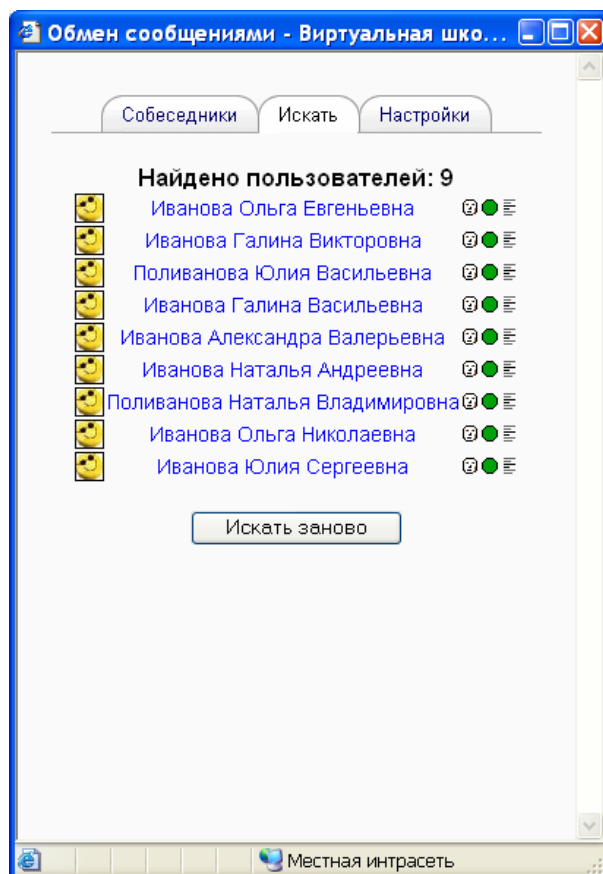 Обмен сообщениями - Виртуальная шко...
Собеседники Искать Настройки
Найдено пользователей: 9
Иванова Ольга Евгеньевна
Иванова Галина Викторовна
Поливанова Юлия Васильевна
Иванова Галина Васильевна
Иванова Александра Валерьевна
Иванова Наталья Андреевна
Поливанова Наталья Владимировна
Иванова Ольга Николаевна
Иванова Юлия Сергеевна
Искать заново
Местная интрасеть